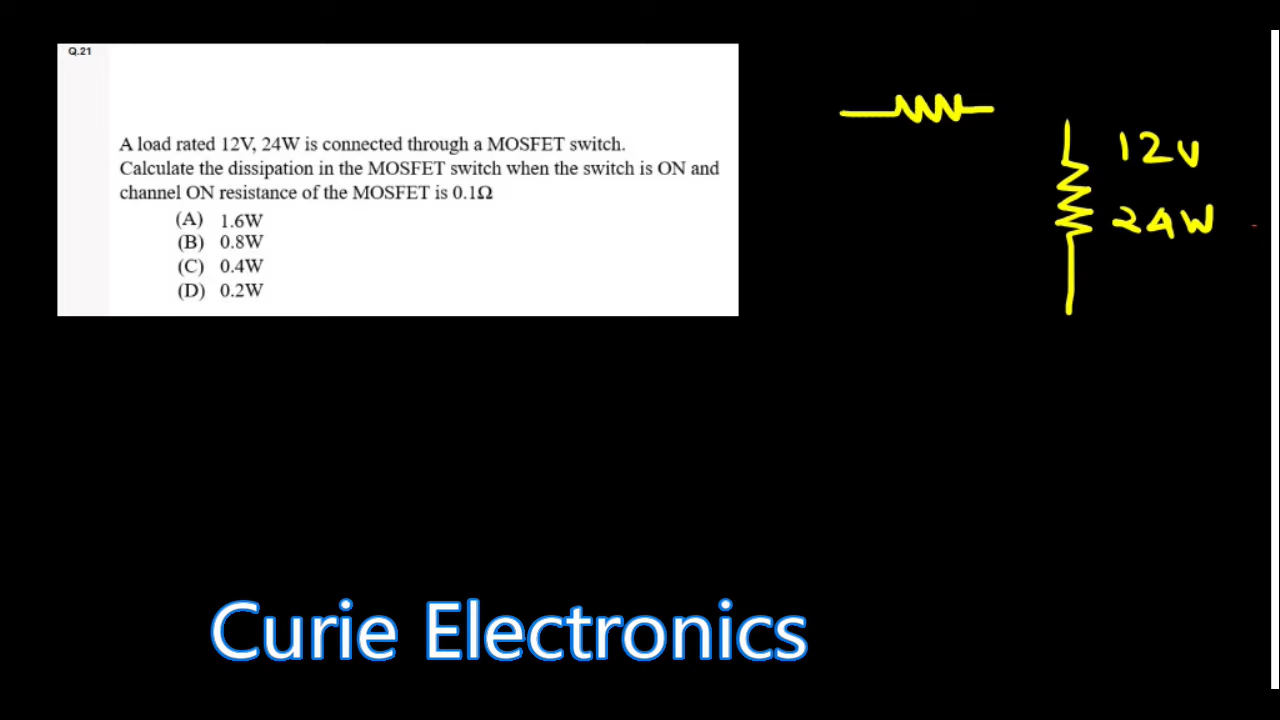 Q.21
A load rated 12V, 24W is connected through a MOSFET switch.
Calculate the dissipation in the MOSFET switch when the switch is ON and
channel ON resistance of the MOSFET is 0.1Ω
(A) 1.6W
(B) 0.8W
(C) 0.4W
(D) 0.2W
12V
24W
Curie Electronics